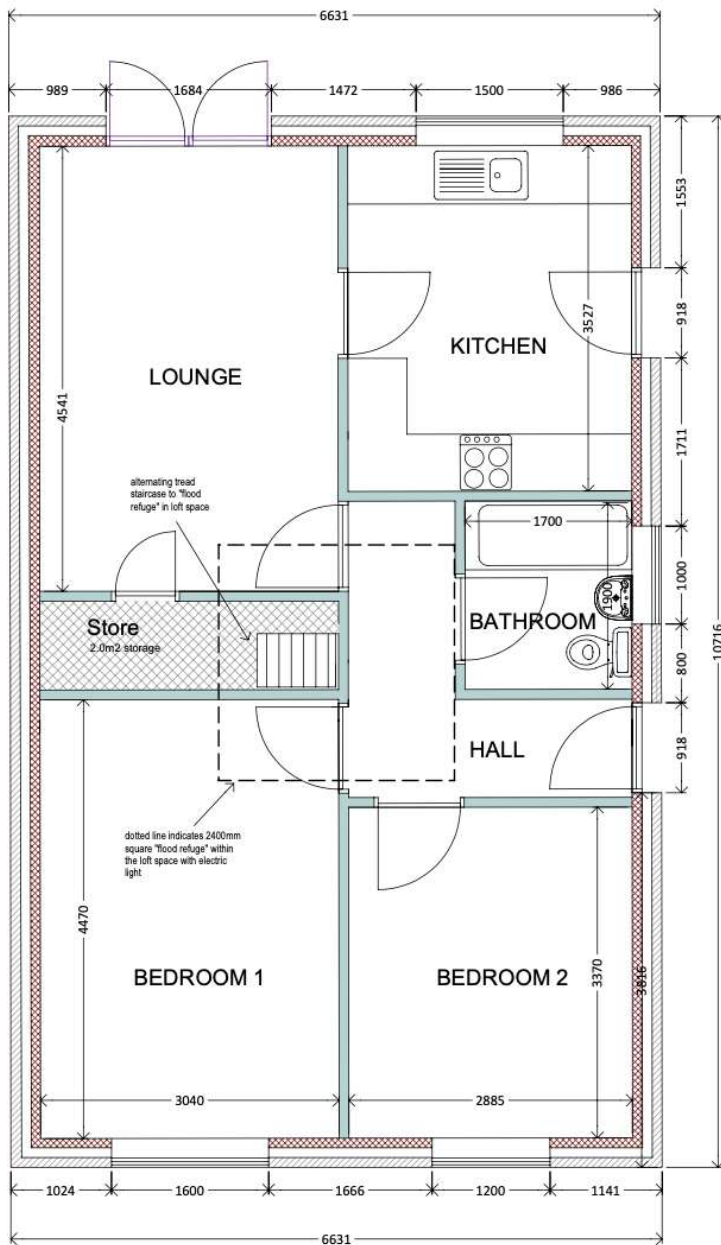 6631
989
1684
1472
1500
986
1553
918
3527
KITCHEN
LOUNGE
4541
1711
alternating tread
staircase to "flood
refuge" in loft space
1700
1000
1900
BATHROOM
Store
2.0m2 storage
10716
800
918
HALL
dotted line indicates 2400mm
square "flood refuge" within
the loft space with electric
light
4470
BEDROOM 1
BEDROOM 2
3370
3816
3040
2885
1024
1600
1666
1200
1141
6631